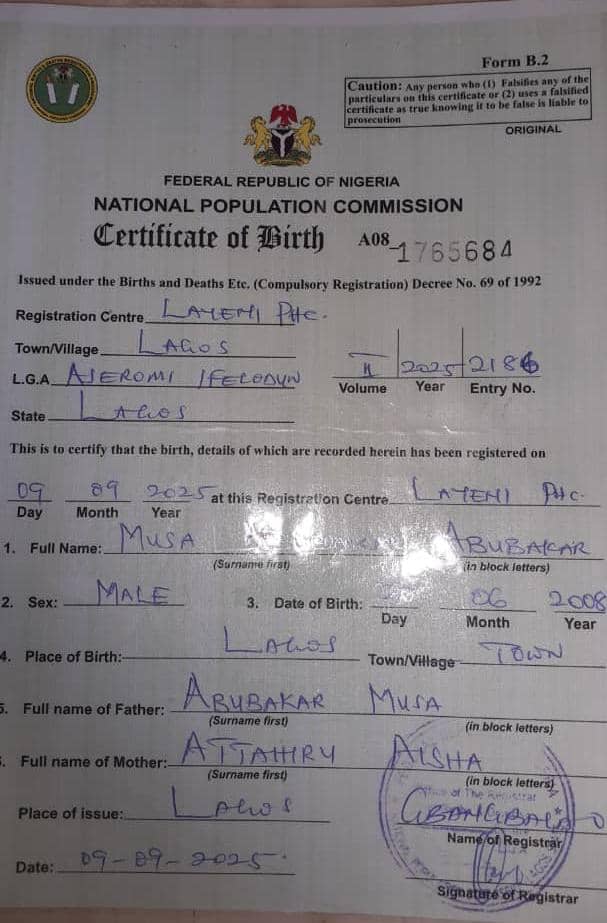 Form B.2
Caution: Any person who (1) Falsifies any of the
particulars on this certificate or (2) uses a falsified
certificate as true knowing it to be false is liable to
prosecution
ORIGINAL
FEDERAL REPUBLIC OF NIGERIA
NATIONAL POPULATION COMMISSION
Certificate of Birth A08 1765684
Issued under the Births and Deaths Etc. (Compulsory Registration) Decree No. 69 of 1992
Registration Centre LAYENI PHC.
Town/Village LAGOS
L.G.A AJEROMI IFELODUN II 2025 2186
Volume Year Entry No.
State LAGOS
This is to certify that the birth, details of which are recorded herein has been registered on
09 09 2025 at this Registration Centre LAYENI PHC.
Day Month Year
1. Full Name: MUSA ABUBAKAR
(Surname first) (in block letters)
2. Sex: MALE 3. Date of Birth: 06 2008
Day Month Year
4. Place of Birth: LAGOS Town/Village TOWN
5. Full name of Father: ABUBAKAR MUSA
(Surname first) (in block letters)
. Full name of Mother: ATTAHIRU AISHA
(Surname first) (in block letters)
Place of issue: LAGOS
Name of Registrar
Date: 09-09-2025.
Signature of Registrar